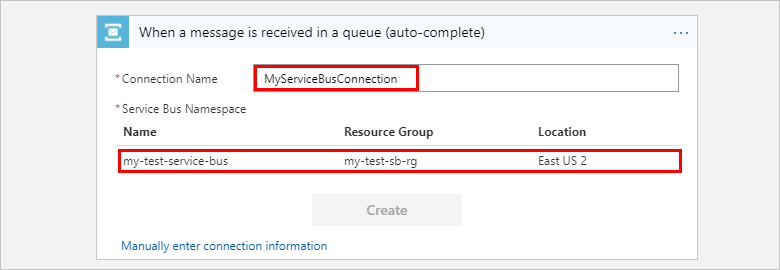 When a message is received in a queue (auto-complete) ...
* Connection Name MyServiceBusConnection
* Service Bus Namespace
Name Resource Group Location
my-test-service-bus my-test-sb-rg East US 2
Create
Manually enter connection information